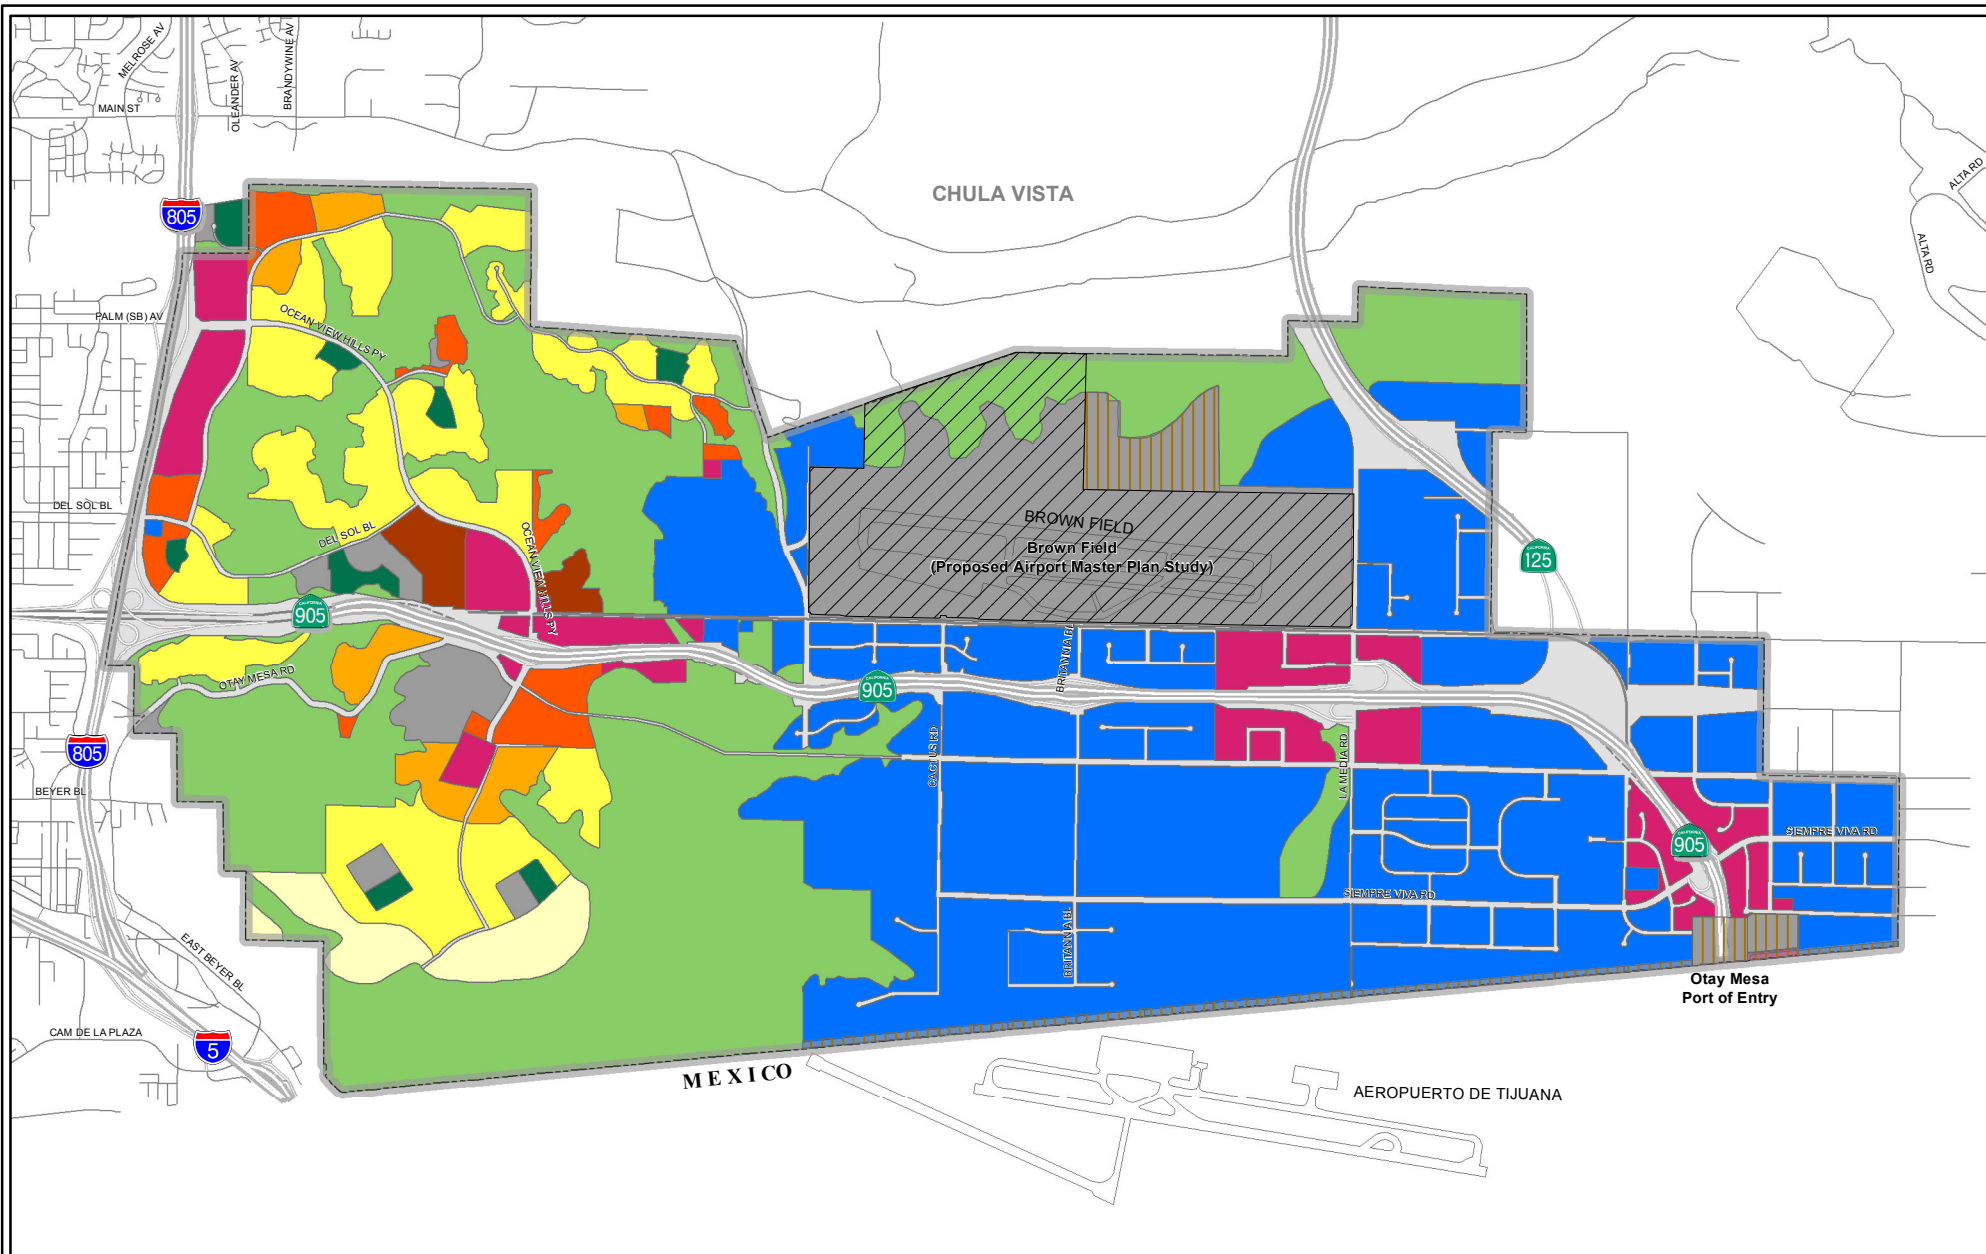 MELROSE AV
OLEANDER AV
BRANDYWINE AV
MAIN ST
CHULA VISTA
ALTA RD
ALTA RD
805
PALM (SB) AV
OCEAN VIEW HILLS PY
DEL SOL BL
DEL SOL BL
OCEAN VIEW HILLS PY
BROWN FIELD
Brown Field
(Proposed Airport Master Plan Study)
CALIFORNIA
125
CALIFORNIA
905
OTAY MESA RD
CALIFORNIA
905
BRITANNIA BL
805
CACTUS RD
LA MEDIA RD
BEYER BL
CALIFORNIA
905
SIEMPRE VIVA RD
SIEMPRE VIVA RD
EAST BEYER BL
BRITANNIA BL
Otay Mesa
Port of Entry
CAM DE LA PLAZA
5
MEXICO
AEROPUERTO DE TIJUANA